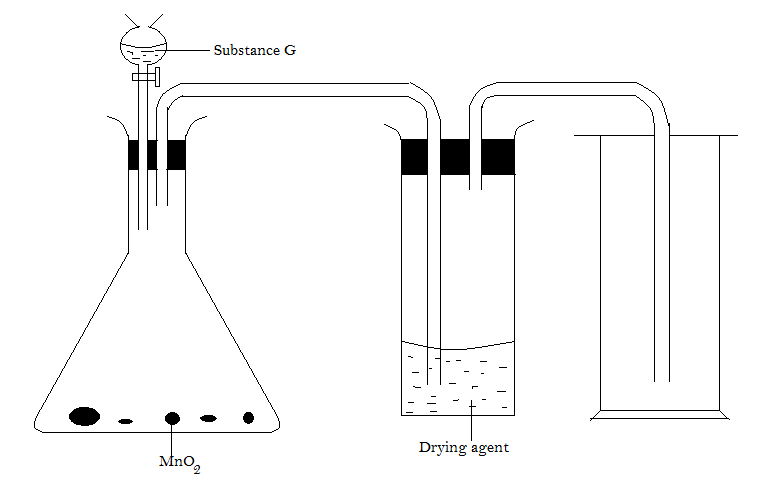 Substance G
Drying agent
MnO2